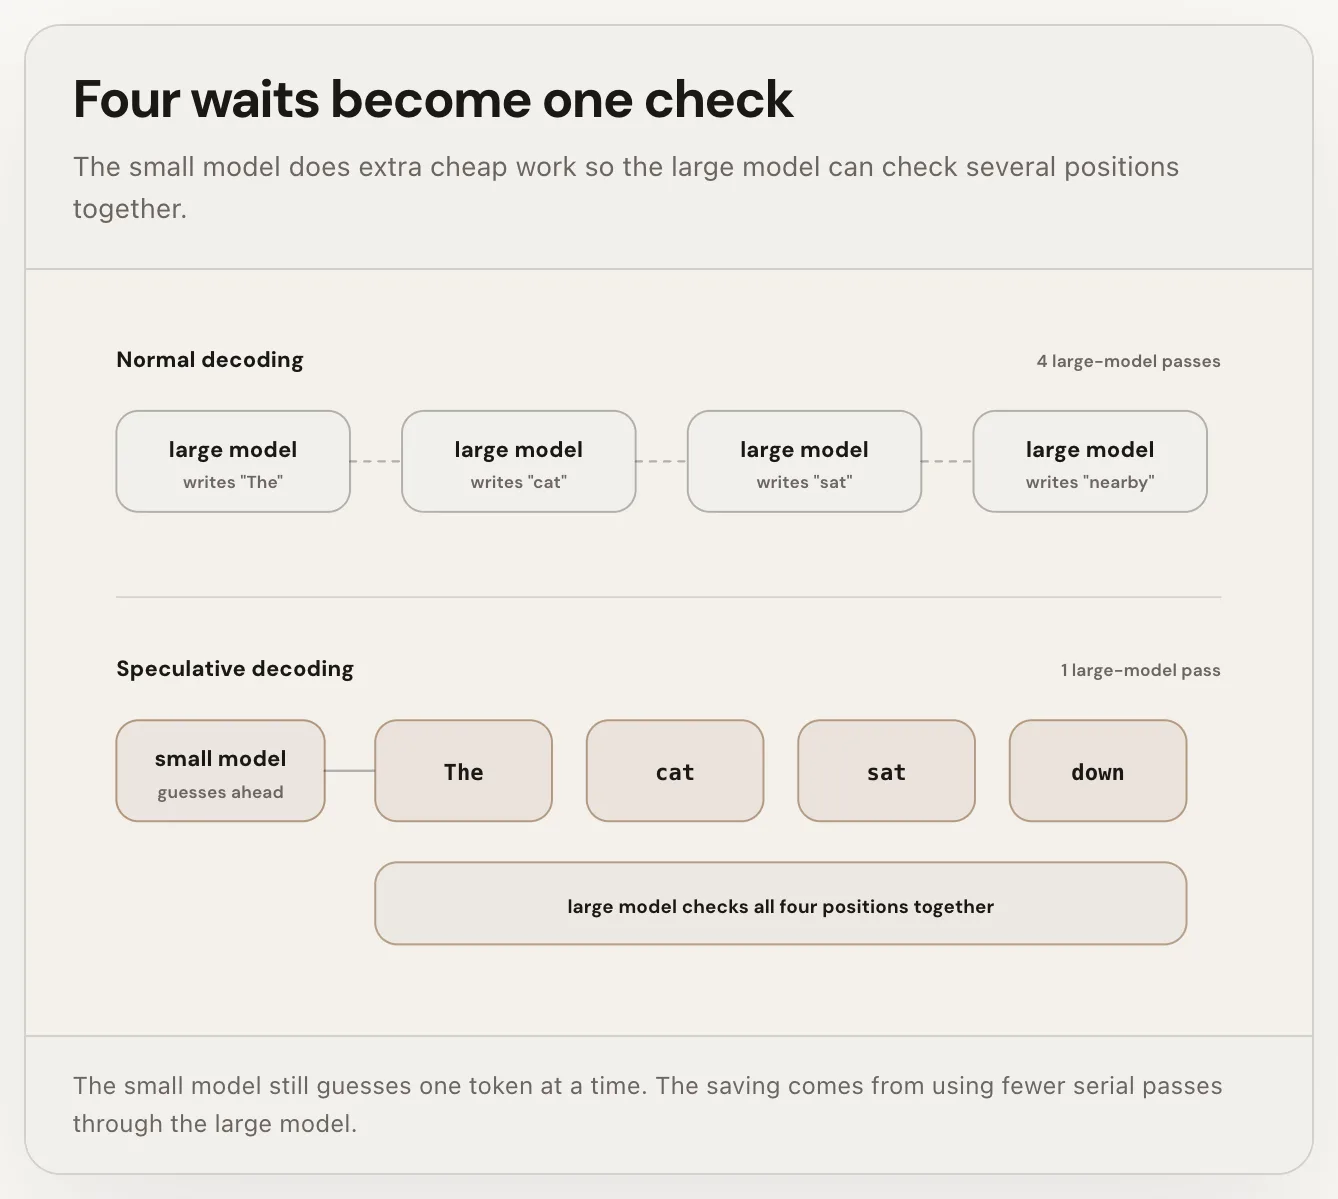 Four waits become one check
The small model does extra cheap work so the large model can check several positions
together.
Normal decoding
4 large-model passes
large model
writes "The"
large model
writes "cat"
large model
writes "sat"
large model
writes "nearby"
Speculative decoding
1 large-model pass
small model
guesses ahead
The
cat
sat
down
large model checks all four positions together
The small model still guesses one token at a time. The saving comes from using fewer serial passes
through the large model.